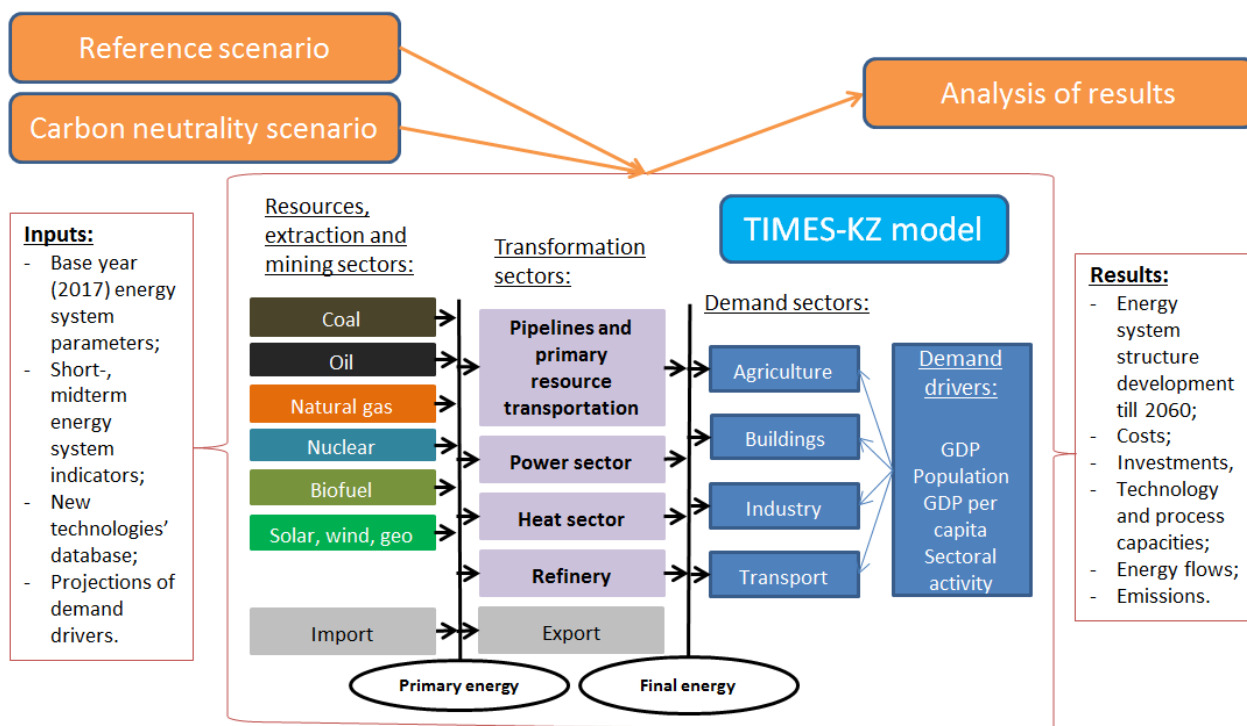 Reference scenario
Carbon neutrality scenario
Analysis of results
Inputs:
- Base year
(2017) energy
system
parameters;
- Short-,
midterm
energy
system
indicators;
- New
technologies’
database;
- Projections of
demand
drivers.
Resources,
extraction and
mining sectors:
Coal
Oil
Natural gas
Nuclear
Biofuel
Solar, wind, geo
Import
Transformation
sectors:
Pipelines and
primary
resource
transportation
Power sector
Heat sector
Refinery
Export
Primary energy
Final energy
TIMES-KZ model
Demand sectors:
Agriculture
Buildings
Industry
Transport
Demand
drivers:
GDP
Population
GDP per
capita
Sectoral
activity
Results:
- Energy
system
structure
development
till 2060;
- Costs;
- Investments,
- Technology
and process
capacities;
- Energy flows;
- Emissions.